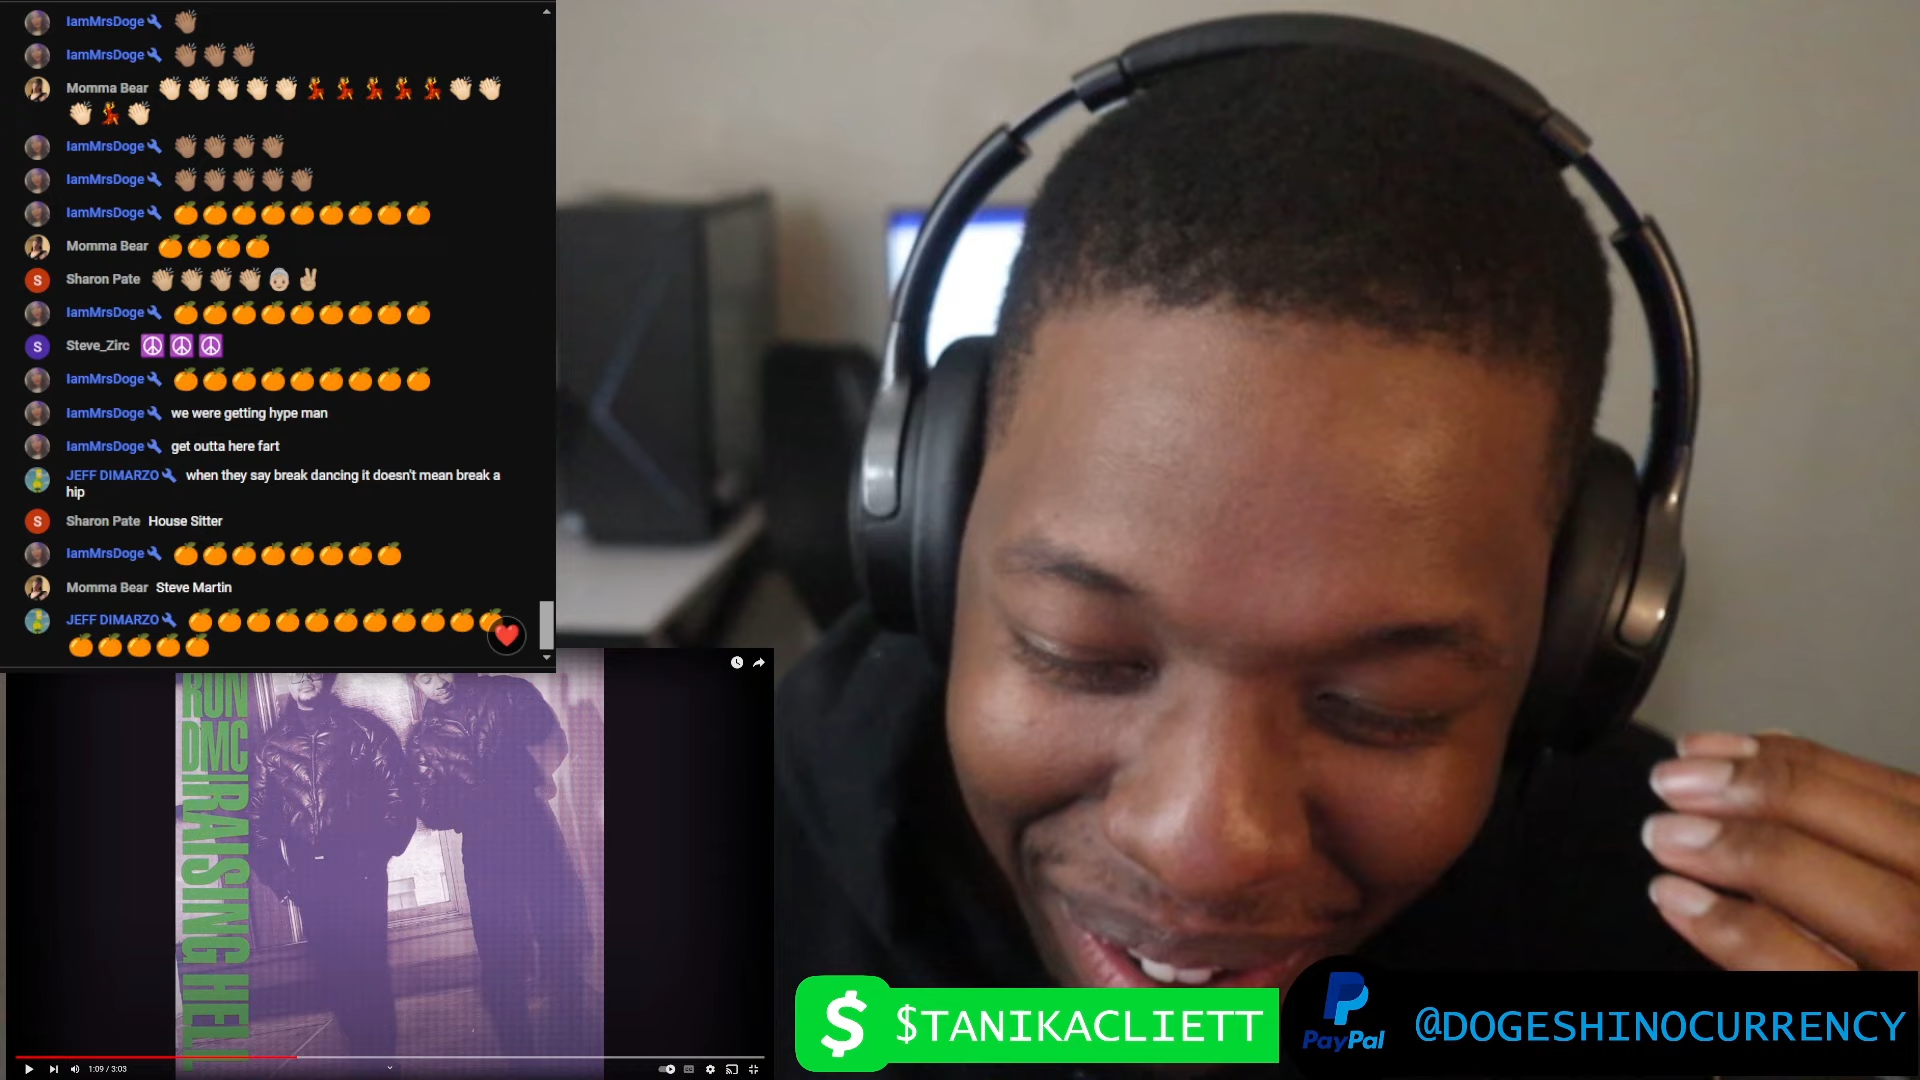 IamMrsDoge
IamMrsDoge
Momma Bear
IamMrsDoge
IamMrsDoge
IamMrsDoge
Momma Bear
Sharon Pate
IamMrsDoge
Steve_Zirc
IamMrsDoge
IamMrsDoge we were getting hype man
IamMrsDoge get outta here fart
JEFF DIMARZO when they say break dancing it doesn't mean break a
hip
S Sharon Pate House Sitter
IamMrsDoge
Momma Bear Steve Martin
JEFF DIMARZO
RUN
DMC
RAISING HELL
1:09 / 3:03
$ $TANIKACLIETT
PayPal @DOGESHINOCURRENCY